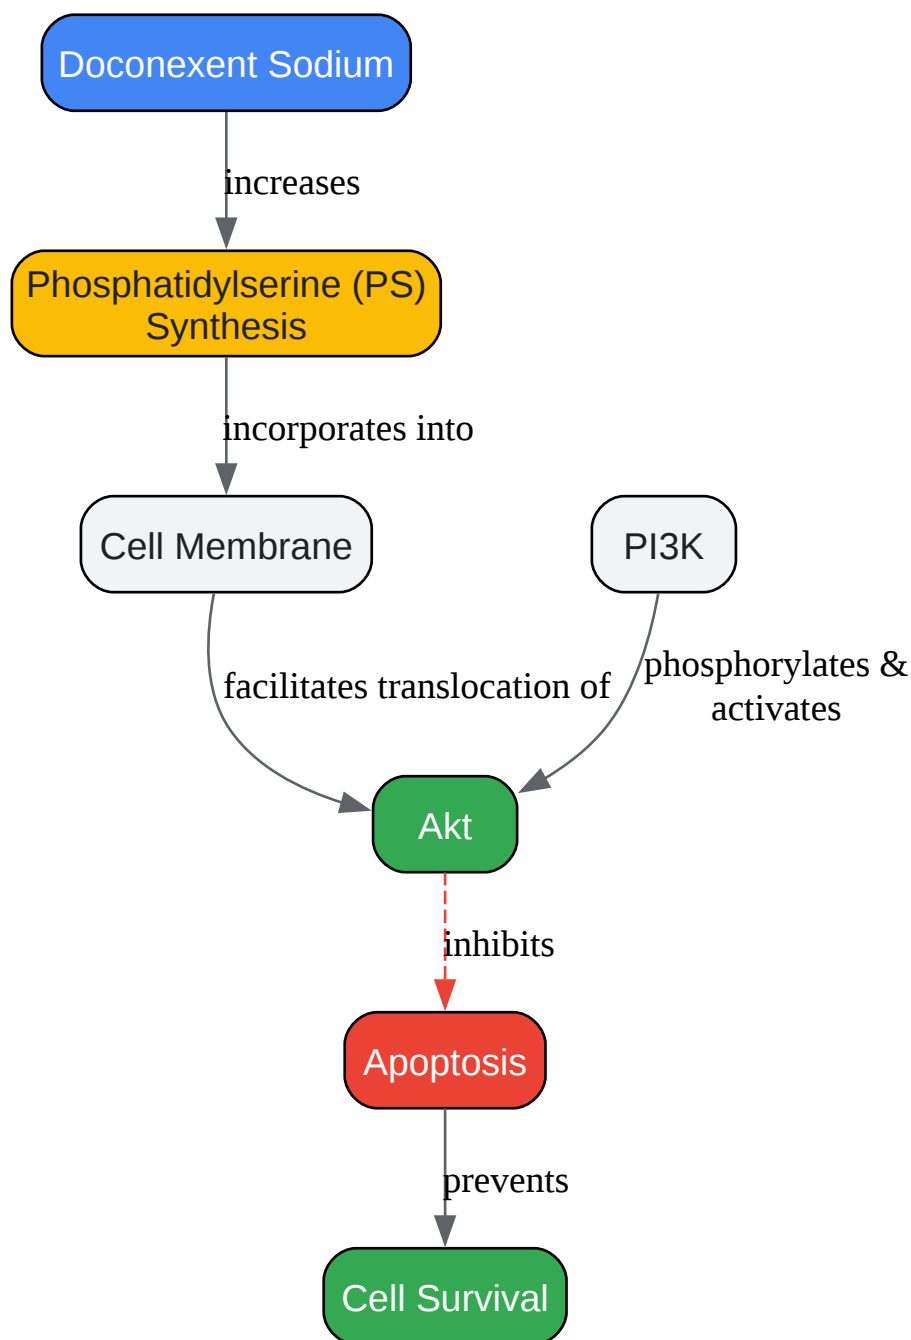 Doconexent Sodium
increases
Phosphatidylserine (PS)
Synthesis
incorporates into
Cell Membrane
PI3K
facilitates translocation of
phosphorylates &
activates
Akt
inhibits
Apoptosis
prevents
Cell Survival